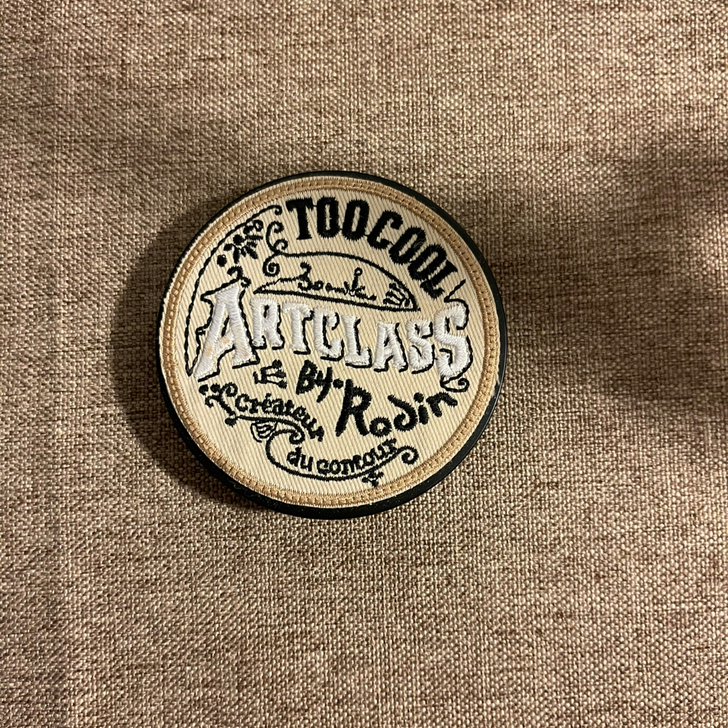 TOOCOOL
ARTCLASS
BY Rodin
Créateur
du contour